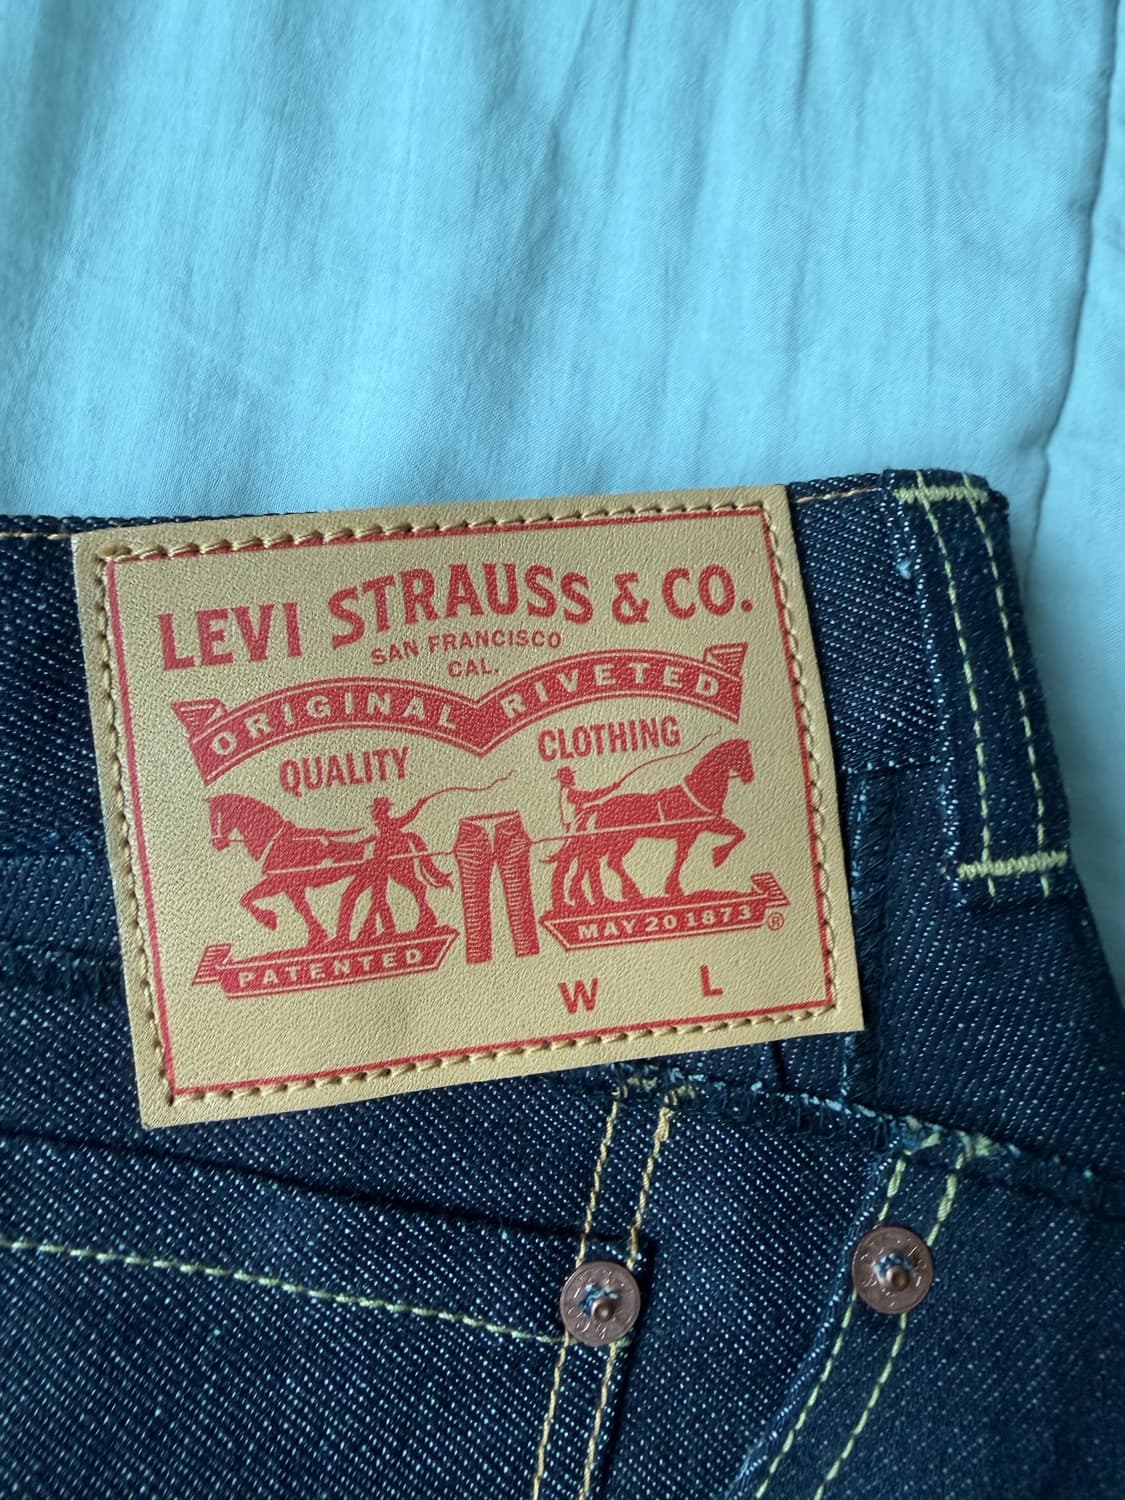 LEVI STRAUSS & CO.
SAN FRANCISCO
CAL.
ORIGINAL RIVETED
QUALITY CLOTHING
PATENTED MAY 20 1873 ®
W L